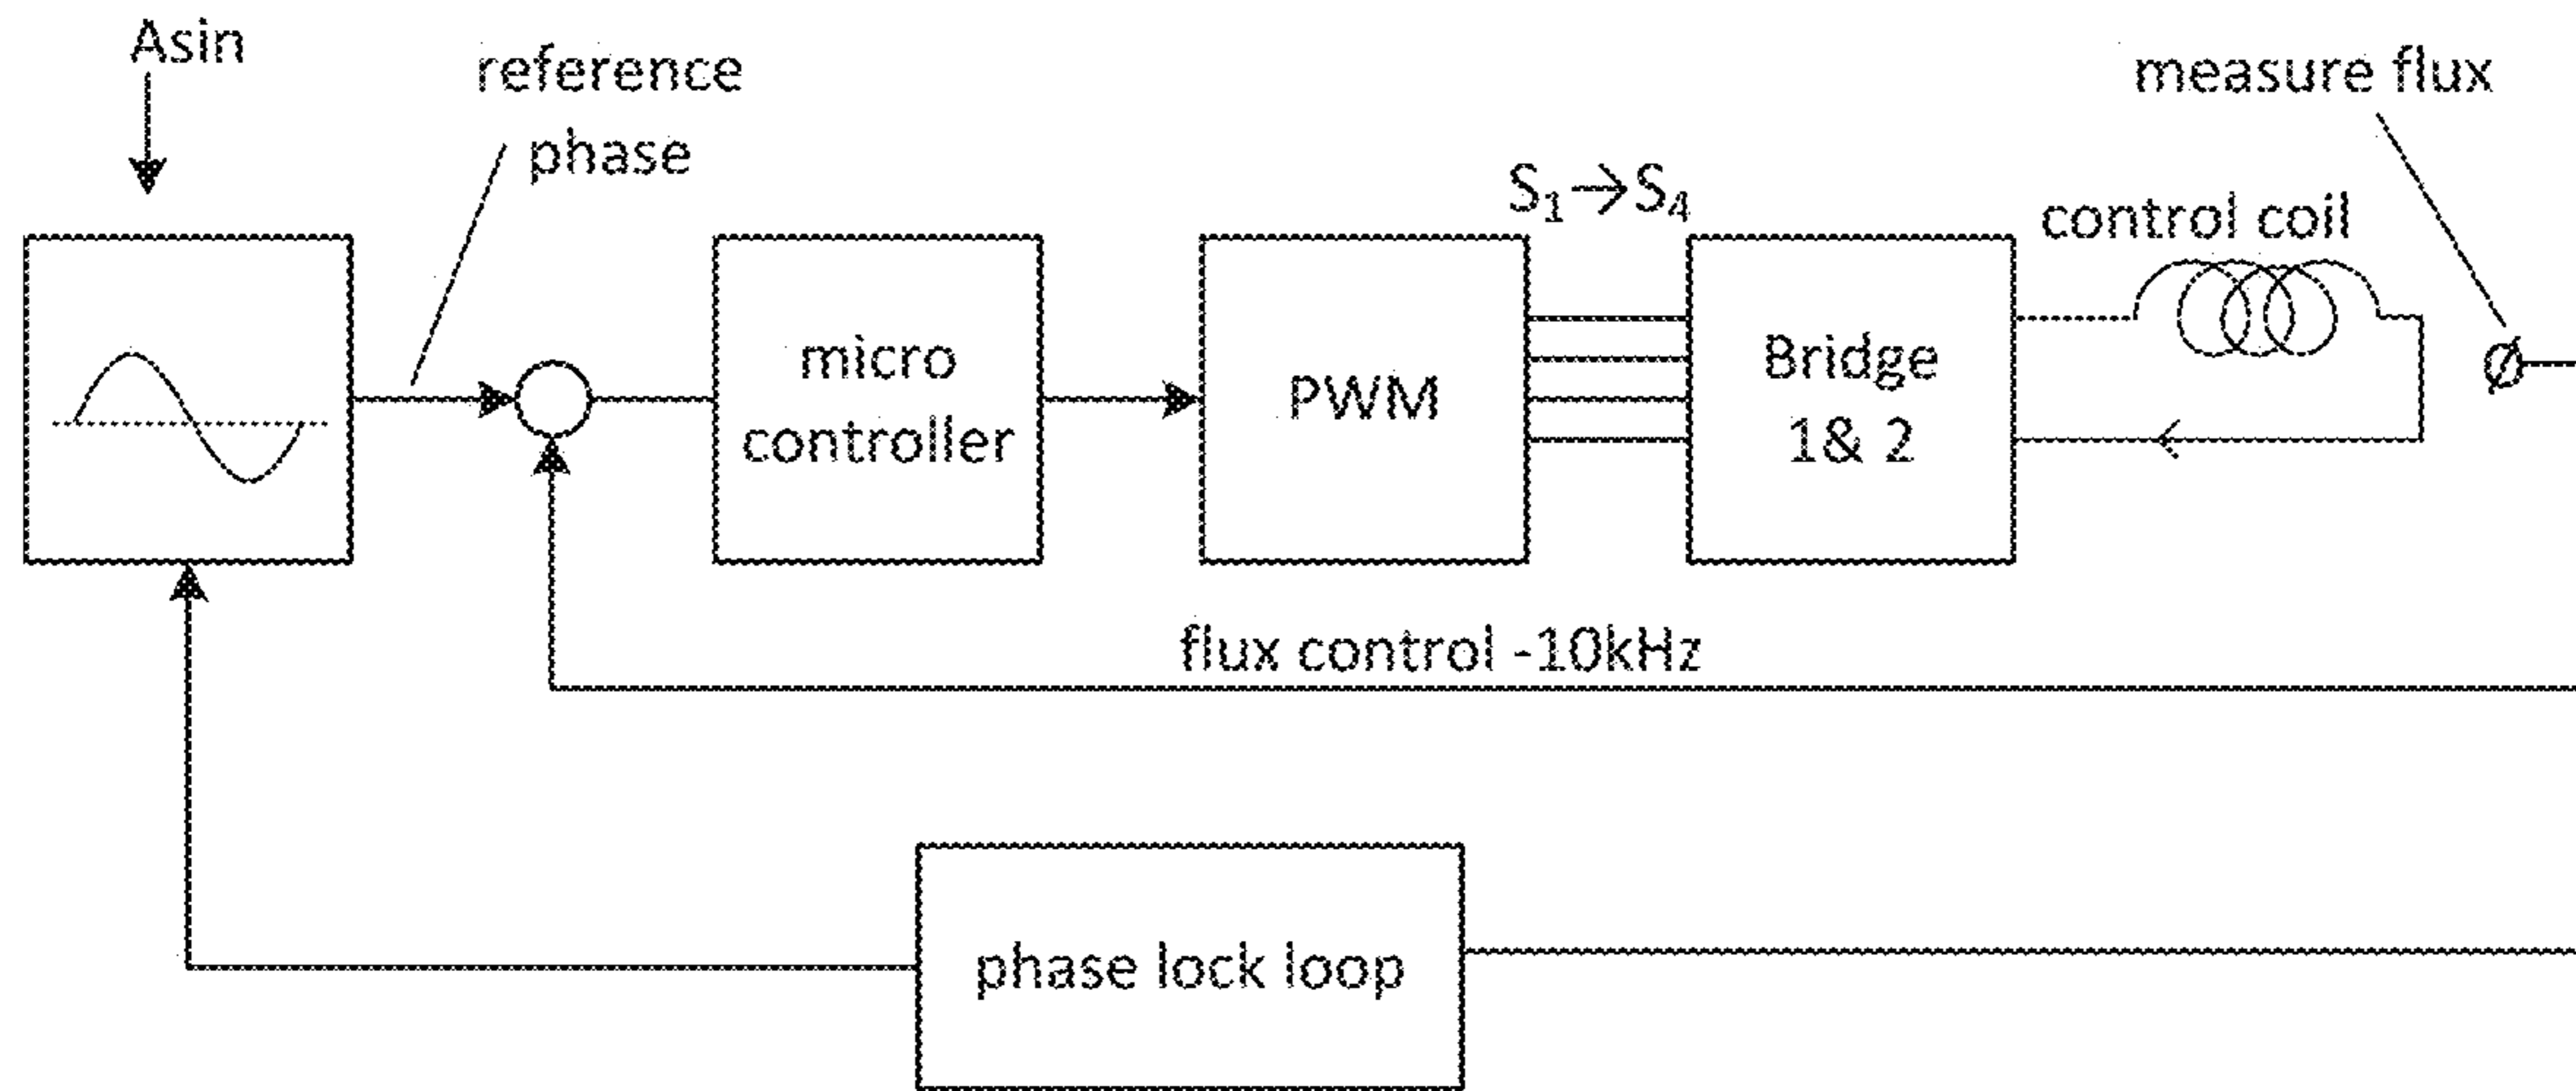 Asin
reference
phase
measure flux
S₁→S₄
control coil
micro
controller
PWM
Bridge
1& 2
Ø
flux control -10kHz
phase lock loop